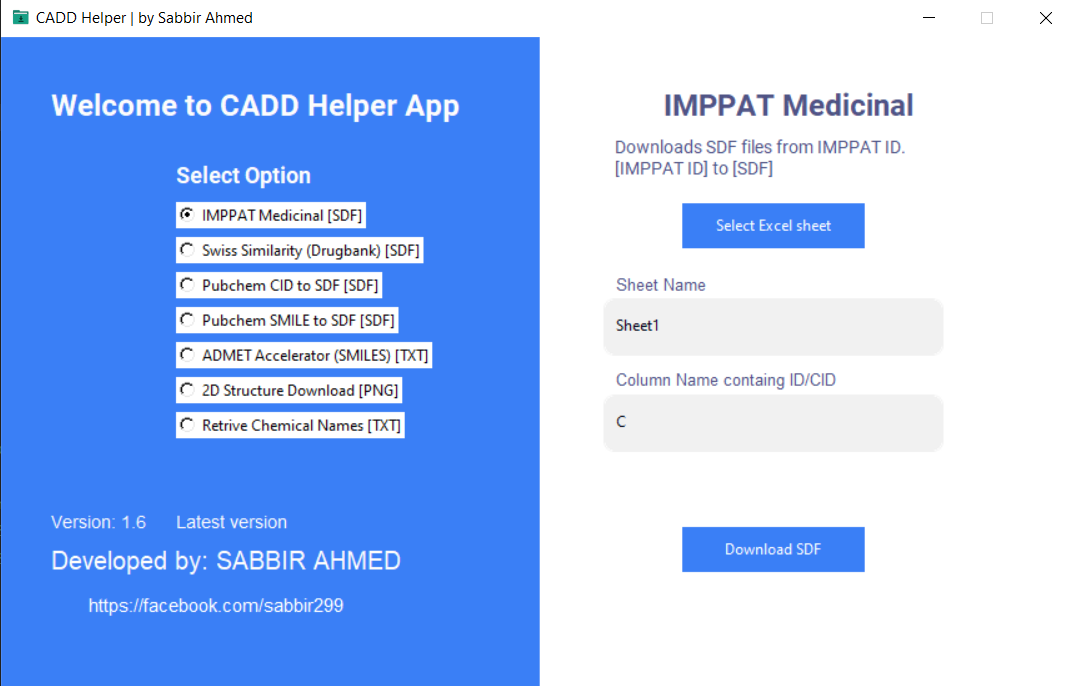 CADD Helper | by Sabbir Ahmed
Welcome to CADD Helper App
Select Option
IMPPAT Medicinal [SDF]
Swiss Similarity (Drugbank) [SDF]
Pubchem CID to SDF [SDF]
Pubchem SMILE to SDF [SDF]
ADMET Accelerator (SMILES) [TXT]
2D Structure Download [PNG]
Retrive Chemical Names [TXT]
Version: 1.6 Latest version
Developed by: SABBIR AHMED
https://facebook.com/sabbir299
IMPPAT Medicinal
Downloads SDF files from IMPPAT ID.
[IMPPAT ID] to [SDF]
Select Excel sheet
Sheet Name
Sheet1
Column Name containg ID/CID
C
Download SDF